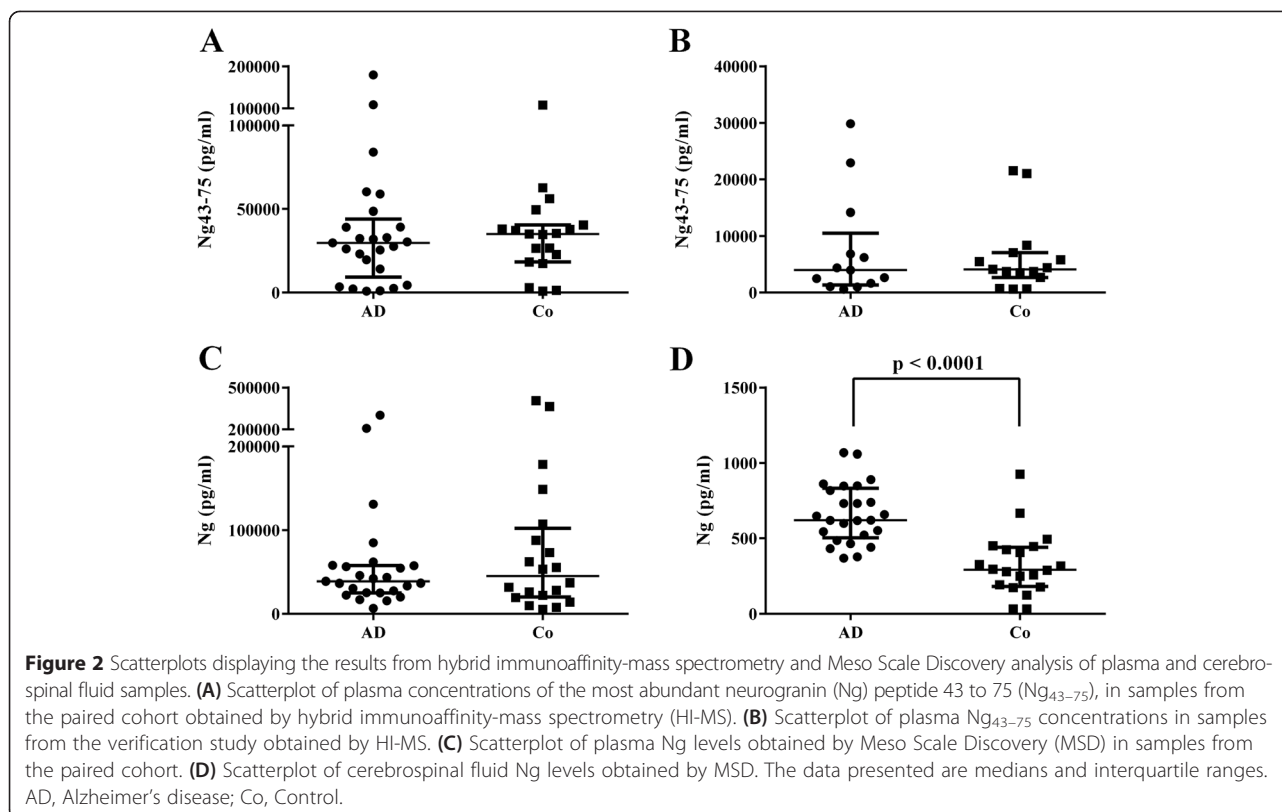 A
200000
100000
100000
50000
0
Ng43-75 (pg/ml)
AD
Co
B
40000
30000
20000
10000
0
Ng43-75 (pg/ml)
AD
Co
C
500000
200000
200000
100000
0
Ng (pg/ml)
AD
Co
D
p < 0.0001
1500
1000
500
0
Ng (pg/ml)
AD
Co
Figure 2 Scatterplots displaying the results from hybrid immunoaffinity-mass spectrometry and Meso Scale Discovery analysis of plasma and cerebro-
spinal fluid samples. (A) Scatterplot of plasma concentrations of the most abundant neurogranin (Ng) peptide 43 to 75 (Ng43–75), in samples from
the paired cohort obtained by hybrid immunoaffinity-mass spectrometry (HI-MS). (B) Scatterplot of plasma Ng43–75 concentrations in samples
from the verification study obtained by HI-MS. (C) Scatterplot of plasma Ng levels obtained by Meso Scale Discovery (MSD) in samples from
the paired cohort. (D) Scatterplot of cerebrospinal fluid Ng levels obtained by MSD. The data presented are medians and interquartile ranges.
AD, Alzheimer's disease; Co, Control.